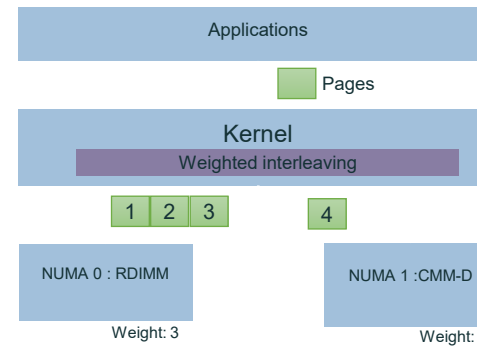 Applications
Pages
Kernel
Weighted interleaving
1 2 3 4
NUMA 0 : RDIMM
NUMA 1 :CMM-D
Weight: 3
Weight: